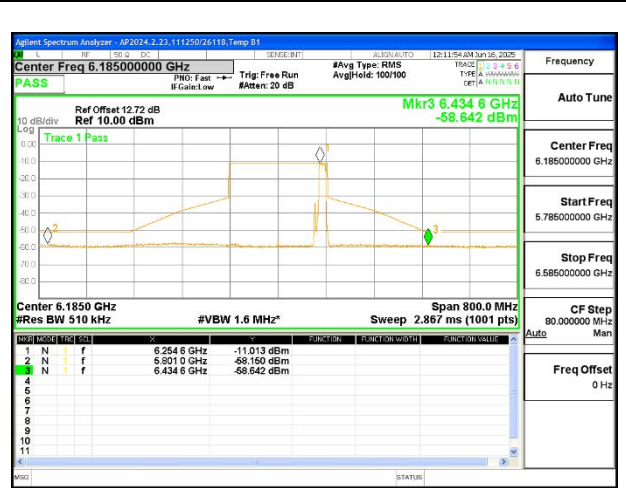 Agilent Spectrum Analyzer - AP2024.2.23,111250/26118,Temp B1
L RF 50 Ω DC SENSE:INT ALIGN AUTO 12:11:54 AM Jun 16, 2025
Center Freq 6.185000000 GHz
PASS
PNO: Fast
IFGain:Low
Trig: Free Run
#Atten: 20 dB
#Avg Type: RMS
Avg|Hold: 100/100
TRACE 1 2 3 4 5 6
TYPE A
DET A N N N N N
Frequency
Auto Tune
Center Freq
6.185000000 GHz
Start Freq
5.785000000 GHz
Stop Freq
6.585000000 GHz
CF Step
80.000000 MHz
Auto Man
Freq Offset
0 Hz
Ref Offset 12.72 dB
10 dB/div Ref 10.00 dBm
Mkr3 6.434 6 GHz
-58.642 dBm
Log
Trace 1 Pass
0.00
-10.0
-20.0
-30.0
-40.0
-50.0
-60.0
-70.0
-80.0
1
2
3
Center 6.1850 GHz Span 800.0 MHz
#Res BW 510 kHz #VBW 1.6 MHz* Sweep 2.867 ms (1001 pts)
MKR MODE TRC SCL X Y FUNCTION FUNCTION WIDTH FUNCTION VALUE
1 N 1 f 6.254 6 GHz -11.013 dBm
2 N 1 f 5.801 0 GHz -58.150 dBm
3 N 1 f 6.434 6 GHz -58.642 dBm
4
5
6
7
8
9
10
11
MSG STATUS